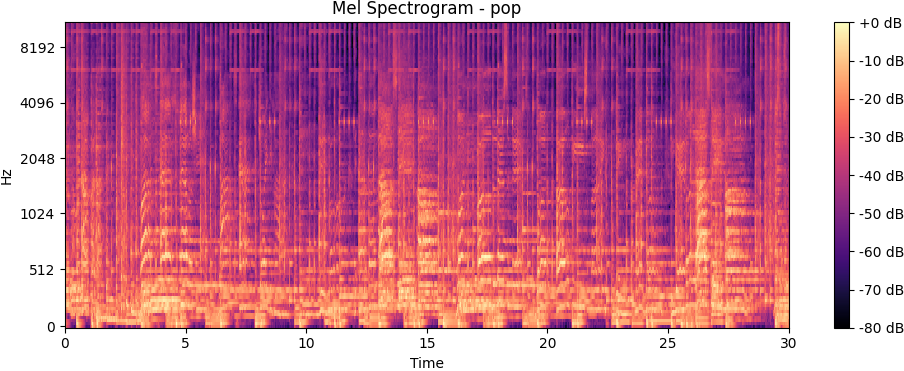 Mel Spectrogram - pop
8192
4096
2048
1024
512
0
Hz
0 5 10 15 20 25 30
Time
+0 dB
-10 dB
-20 dB
-30 dB
-40 dB
-50 dB
-60 dB
-70 dB
-80 dB